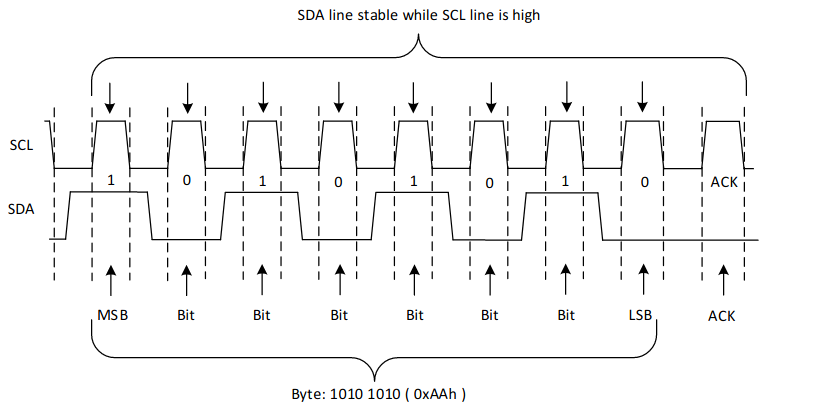 SDA line stable while SCL line is high
SCL
1 0 1 0 1 0 1 0 ACK
SDA
MSB Bit Bit Bit Bit Bit Bit LSB ACK
Byte: 1010 1010 ( 0xAAh )